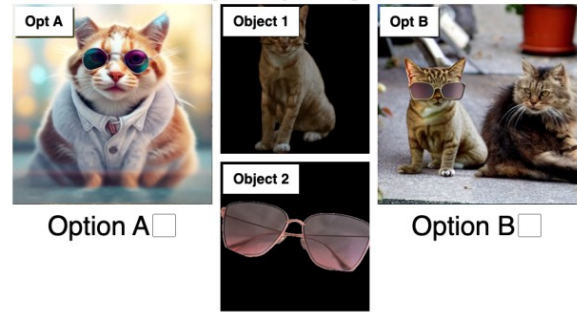 Opt A
Object 1
Opt B
Object 2
Option A
Option B